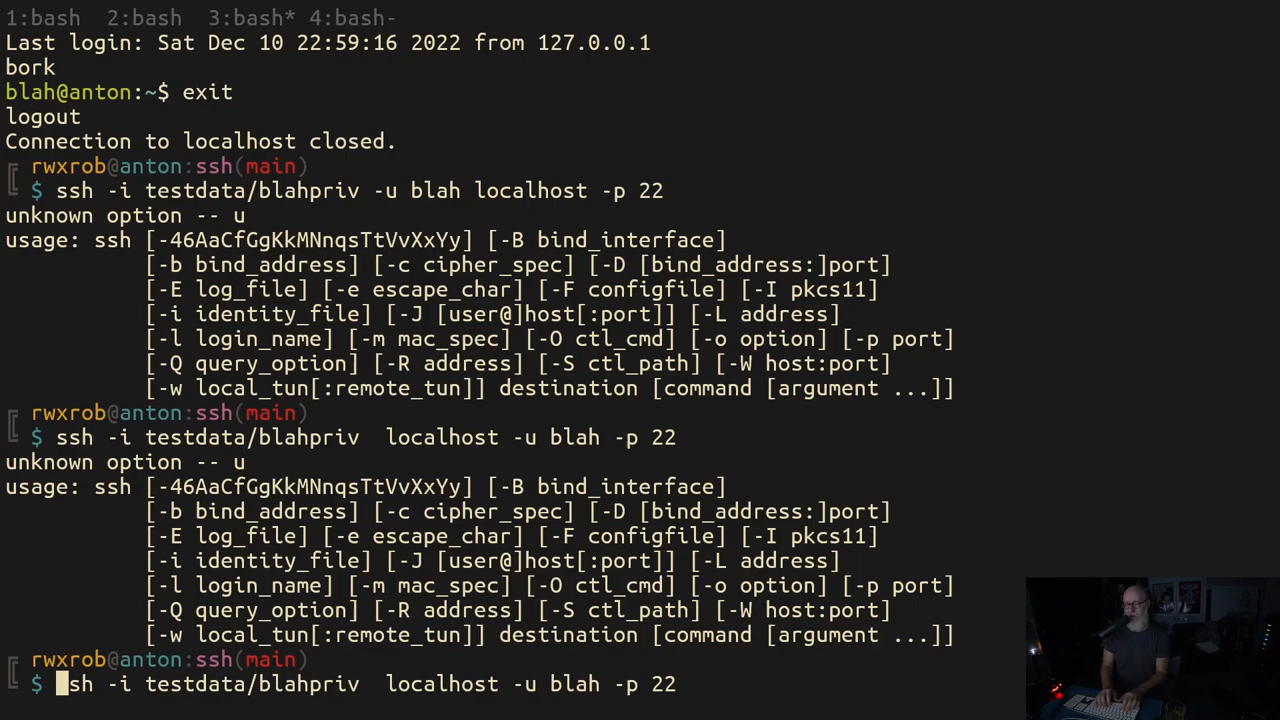 1:bash  2:bash  3:bash* 4:bash-
Last login: Sat Dec 10 22:59:16 2022 from 127.0.0.1
bork
blah@anton:~$ exit
logout
Connection to localhost closed.
rwxrob@anton:ssh(main)
$ ssh -i testdata/blahpriv -u blah localhost -p 22
unknown option -- u
usage: ssh [-46AaCfGgKkMNnqsTtVvXxYy] [-B bind_interface]
           [-b bind_address] [-c cipher_spec] [-D [bind_address:]port]
           [-E log_file] [-e escape_char] [-F configfile] [-I pkcs11]
           [-i identity_file] [-J [user@]host[:port]] [-L address]
           [-l login_name] [-m mac_spec] [-O ctl_cmd] [-o option] [-p port]
           [-Q query_option] [-R address] [-S ctl_path] [-W host:port]
           [-w local_tun[:remote_tun]] destination [command [argument ...]]
rwxrob@anton:ssh(main)
$ ssh -i testdata/blahpriv  localhost -u blah -p 22
unknown option -- u
usage: ssh [-46AaCfGgKkMNnqsTtVvXxYy] [-B bind_interface]
           [-b bind_address] [-c cipher_spec] [-D [bind_address:]port]
           [-E log_file] [-e escape_char] [-F configfile] [-I pkcs11]
           [-i identity_file] [-J [user@]host[:port]] [-L address]
           [-l login_name] [-m mac_spec] [-O ctl_cmd] [-o option] [-p port]
           [-Q query_option] [-R address] [-S ctl_path] [-W host:port]
           [-w local_tun[:remote_tun]] destination [command [argument ...]]
rwxrob@anton:ssh(main)
$ sh -i testdata/blahpriv  localhost -u blah -p 22